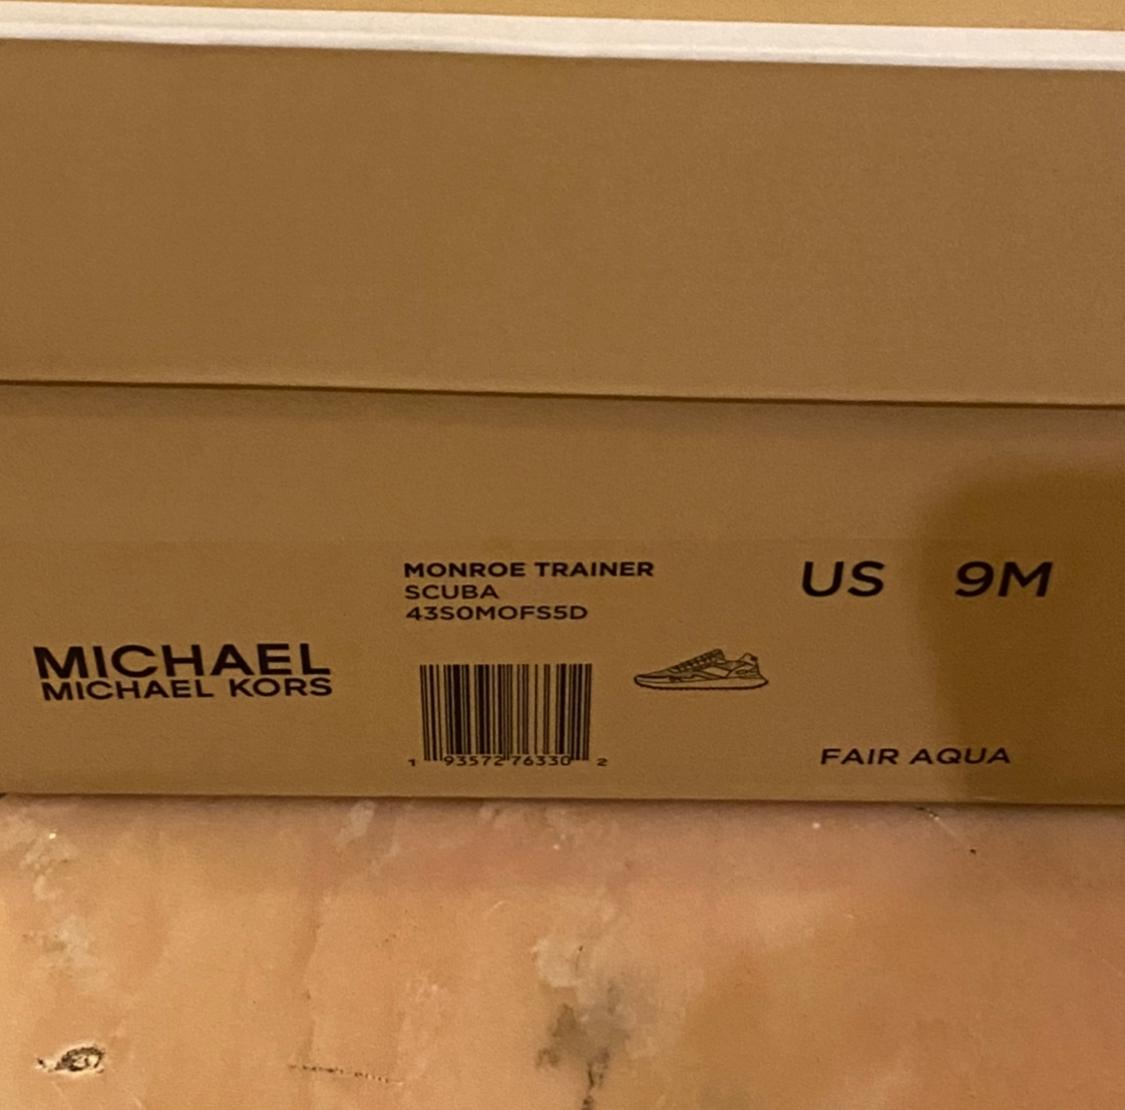 MONROE TRAINER
SCUBA
43S0MOFS5D
US 9M
MICHAEL
MICHAEL KORS
1 93572 76330 2
FAIR AQUA